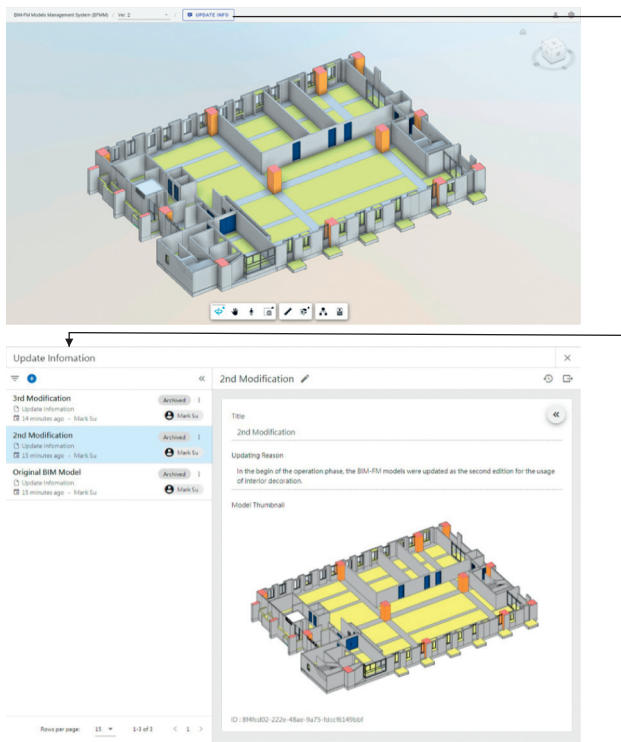 BIM-FM Models Management System (BFMM) / Ver. 2 / UPDATE INFO
Update Infomation
3rd Modification Archived
Update Infomation
14 minutes ago - Mark Su Mark Su
2nd Modification Archived
Update Infomation
15 minutes ago - Mark Su Mark Su
Original BIM Model Archived
Update Infomation
15 minutes ago - Mark Su Mark Su
Rows per page: 15 1-3 of 3 < 1 >
2nd Modification
Title
2nd Modification
Updating Reason
In the begin of the operation phase, the BIM-FM models were updated as the second edition for the usage
of interior decoration.
Model Thumbnail